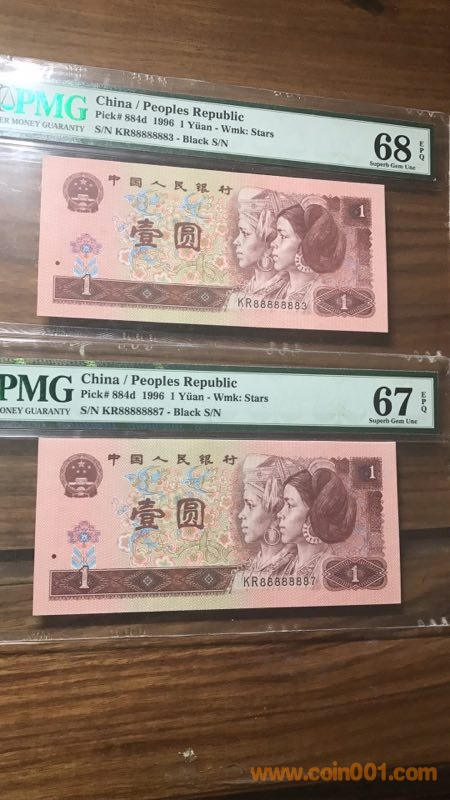 PMG
ER MONEY GUARANTY
China / Peoples Republic
Pick# 884d 1996 1 Yüan - Wmk: Stars
S/N KR88888883 - Black S/N
68 EPQ
Superb Gem Unc
中国人民银行
壹圆
1
KR88888883
1
1
PMG
MONEY GUARANTY
China / Peoples Republic
Pick# 884d 1996 1 Yüan - Wmk: Stars
S/N KR88888887 - Black S/N
67 EPQ
Superb Gem Unc
中国人民银行
壹圆
1
KR88888887
1
1
www.coin001.com